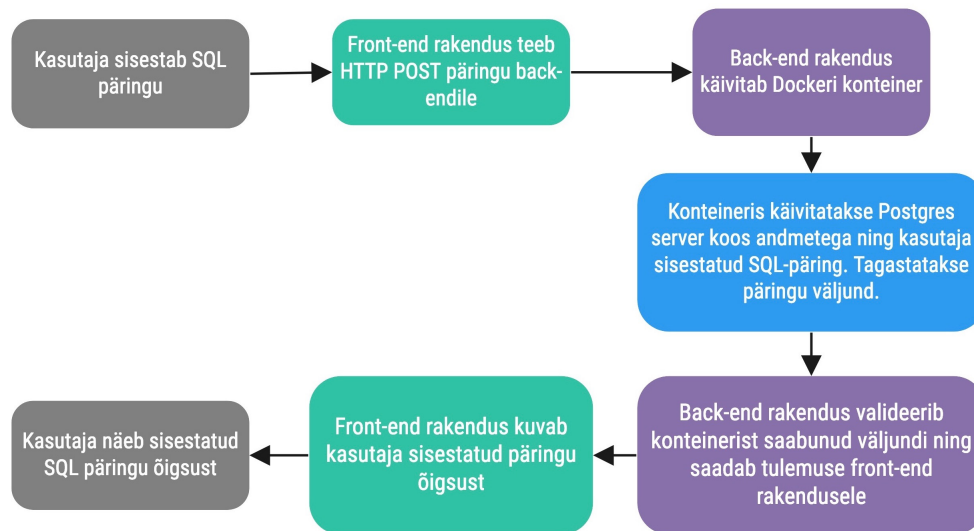 Kasutaja sisestab SQL
päringu
Front-end rakendus teeb
HTTP POST päringu back-
endile
Back-end rakendus
käivitab Dockeri konteiner
Konteineris käivitatakse Postgres
server koos andmetega ning kasutaja
sisestatud SQL-päring. Tagastatakse
päringu väljund.
Back-end rakendus valideerib
konteinerist saabunud väljundi ning
saadab tulemuse front-end
rakendusele
Front-end rakendus kuvab
kasutaja sisestatud päringu
õigsust
Kasutaja näeb sisestatud
SQL päringu õigsust